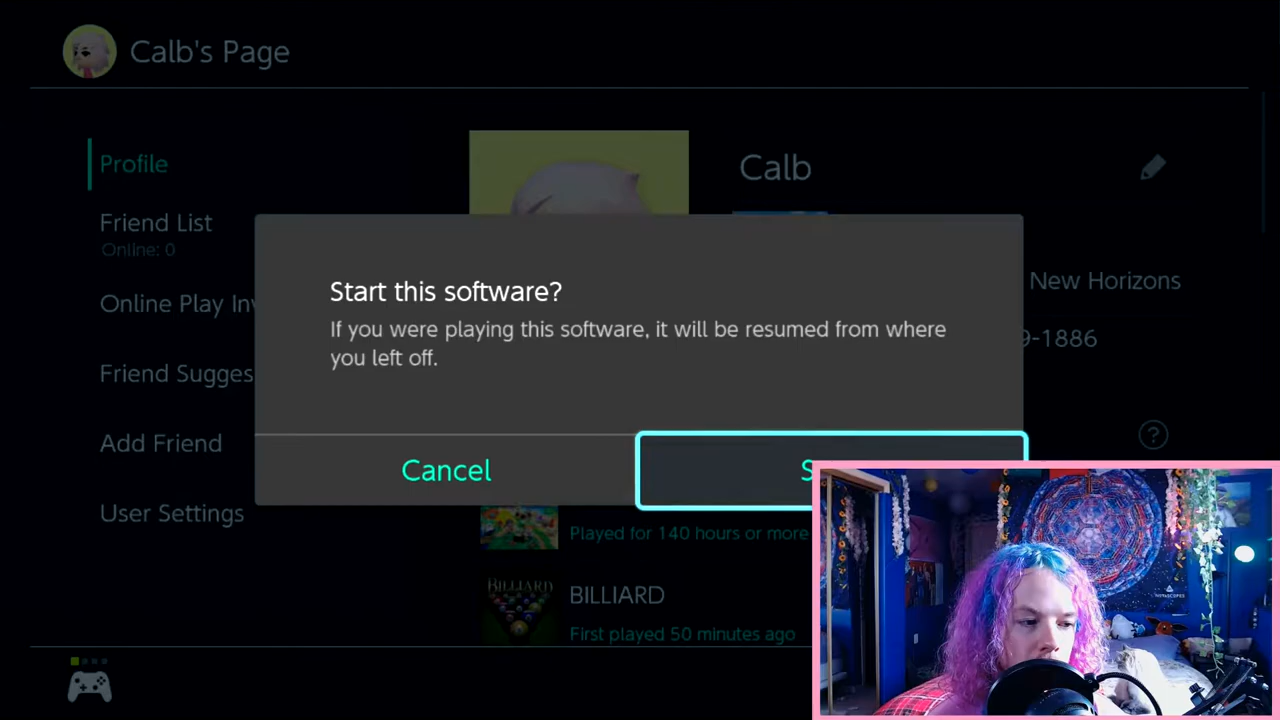 Calb's Page
Profile
Calb
Friend List
Online: 0
Start this software?
New Horizons
Online Play
If you were playing this software, it will be resumed from where
you left off.
9-1886
Friend
Add Friend
?
Cancel
User Settings
Played for 140 hours or more
BILLIARD
BILLIARD
First played 50 minutes ago